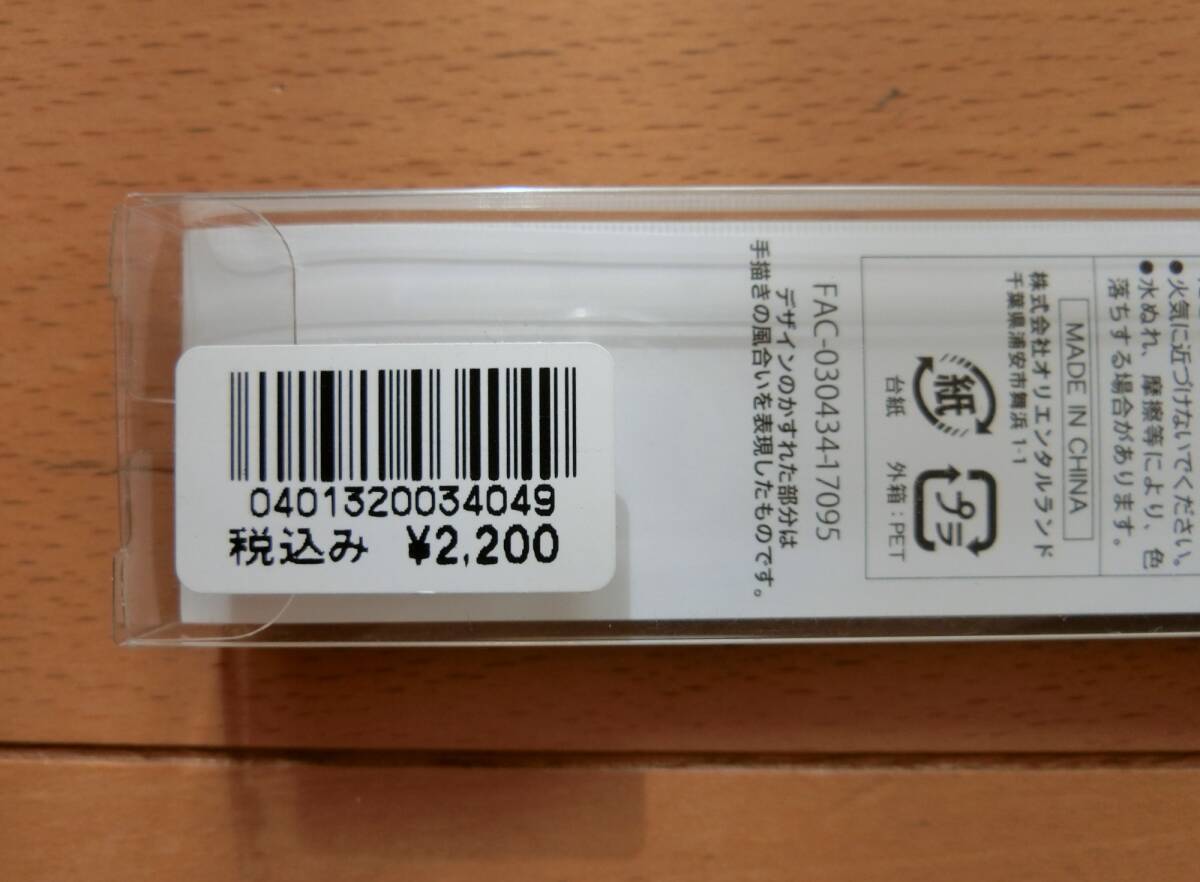 0401320034049
税込み ¥2,200
●火気に近づけないでください。
●水ぬれ、摩擦等により、色
落ちする場合があります。
MADE IN CHINA
株式会社オリエンタルランド
千葉県浦安市舞浜 1-1
紙
台紙
プラ
外箱：PET
FAC-030434-17095
デザインのかすれた部分は
手描きの風合いを表現したものです。